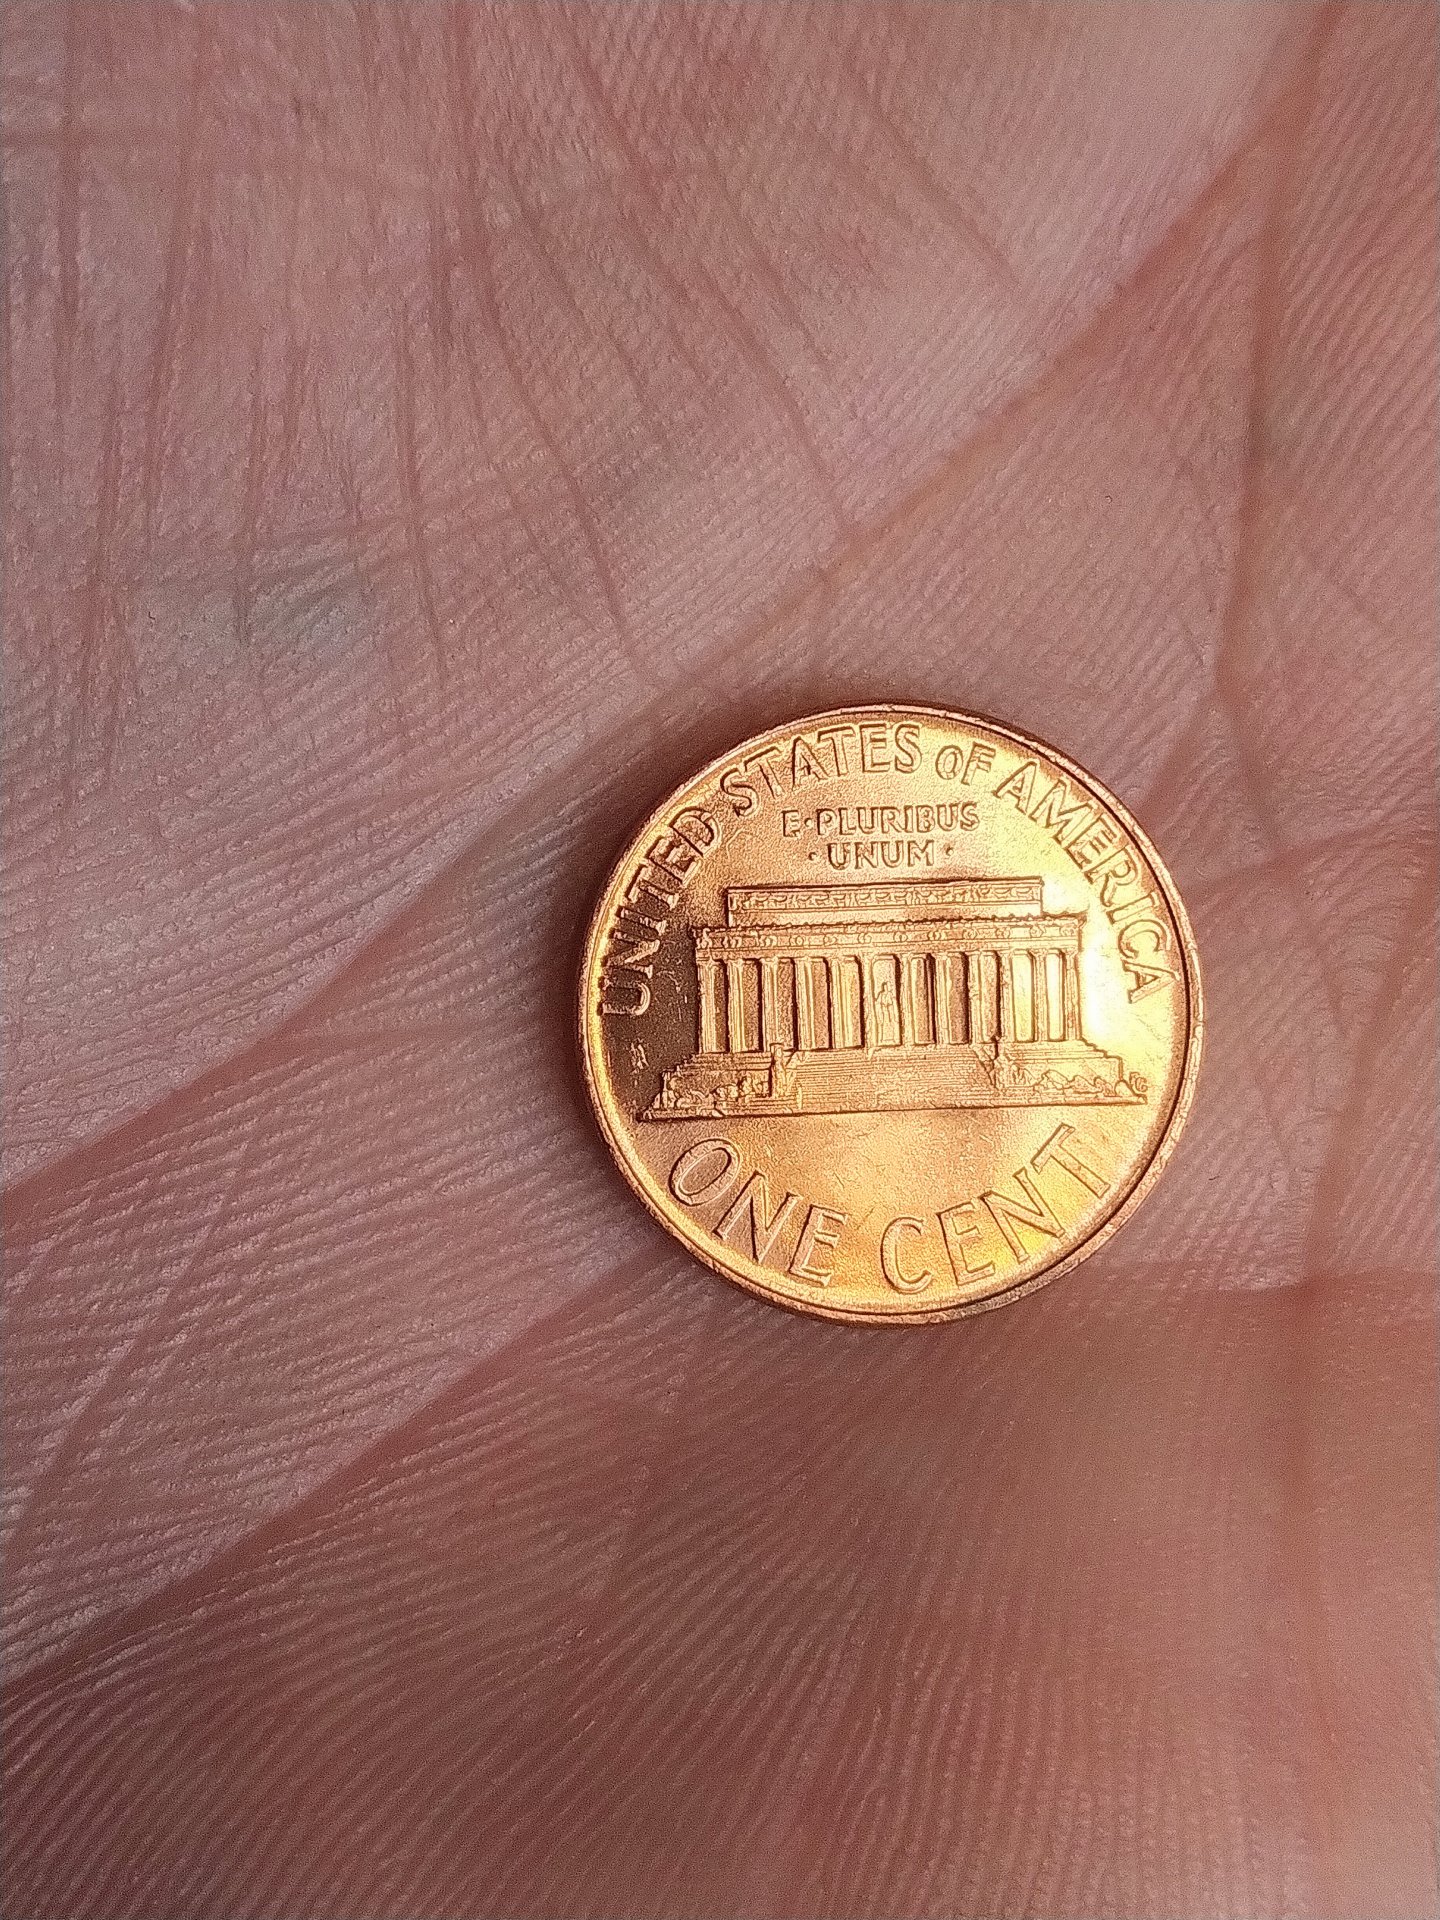 UNITED STATES OF AMERICA
E·PLURIBUS
·UNUM·
ONE CENT